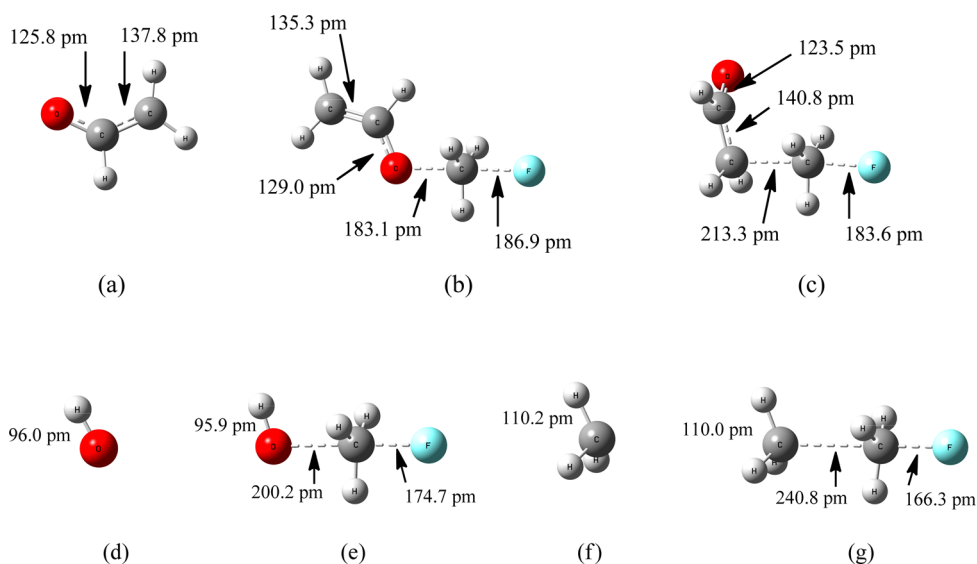 125.8 pm 137.8 pm
O C C H H H
(a)
135.3 pm
H H H C C O C H H H F
129.0 pm
183.1 pm
186.9 pm
(b)
123.5 pm
140.8 pm
O H C C H H C H H H F
213.3 pm
183.6 pm
(c)
H O
96.0 pm
(d)
95.9 pm
H O C H H H F
200.2 pm
174.7 pm
(e)
110.2 pm
H C H H
(f)
110.0 pm
H C H H C H H H F
240.8 pm
166.3 pm
(g)